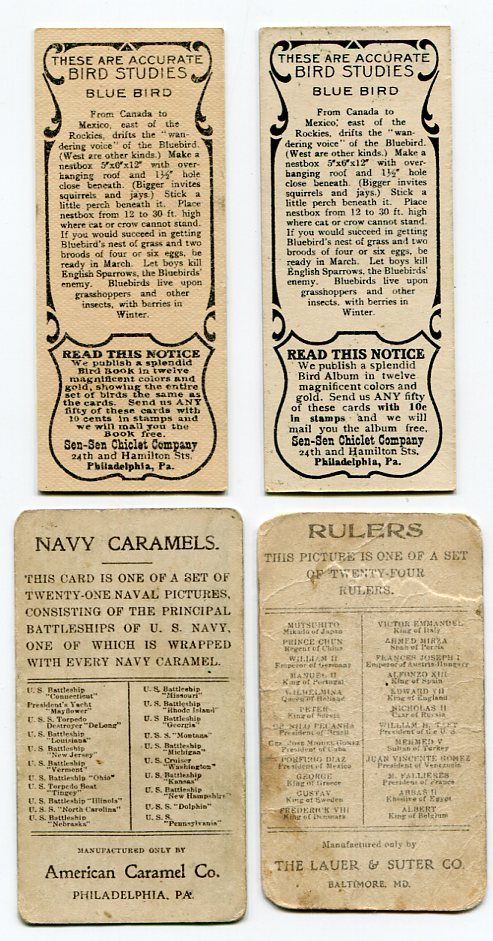 THESE ARE ACCURATE
BIRD STUDIES
BLUE BIRD
From Canada to
Mexico, east of the
Rockies, drifts the "wan-
dering voice" of the Bluebird.
(West are other kinds.) Make a
nestbox 5"x6"x12" with over-
hanging roof and 1½" hole
close beneath. (Bigger invites
squirrels and jays.) Stick a
little perch beneath it. Place
nestbox from 12 to 30 ft. high
where cat or crow cannot stand.
If you would succeed in getting
Bluebird's nest of grass and two
broods of four or six eggs, be
ready in March. Let boys kill
English Sparrows, the Bluebirds'
enemy. Bluebirds live upon
grasshoppers and other
insects, with berries in
Winter.
READ THIS NOTICE
We publish a splendid
Bird Book in twelve
magnificent colors and
gold, showing the entire
set of birds the same as
the cards. Send us ANY
fifty of these cards with
10 cents in stamps and
we will mail you the
Book free.
Sen-Sen Chiclet Company
24th and Hamilton Sts.
Philadelphia, Pa.
THESE ARE ACCURATE
BIRD STUDIES
BLUE BIRD
From Canada to
Mexico, east of the
Rockies, drifts the "wan-
dering voice" of the Bluebird.
(West are other kinds.) Make a
nestbox 5"x6"x12" with over-
hanging roof and 1½" hole
close beneath. (Bigger invites
squirrels and jays.) Stick a
little perch beneath it. Place
nestbox from 12 to 30 ft. high
where cat or crow cannot stand.
If you would succeed in getting
Bluebird's nest of grass and two
broods of four or six eggs, be
ready in March. Let boys kill
English Sparrows, the Bluebirds'
enemy. Bluebirds live upon
grasshoppers and other
insects, with berries in
Winter.
READ THIS NOTICE
We publish a splendid
Bird Album in twelve
magnificent colors and
gold. Send us ANY fifty
of these cards with 10c
in stamps and we will
mail you the album free.
Sen-Sen Chiclet Company
24th and Hamilton Sts.
Philadelphia, Pa.
NAVY CARAMELS.
THIS CARD IS ONE OF A SET OF
TWENTY-ONE NAVAL PICTURES,
CONSISTING OF THE PRINCIPAL
BATTLESHIPS OF U. S. NAVY,
ONE OF WHICH IS WRAPPED
WITH EVERY NAVY CARAMEL.
U. S. Battleship
"Connecticut"
President's Yacht
"Mayflower"
U. S. S. Torpedo
Destroyer "DeLong"
U. S. Battleship
"Louisiana"
U. S. Battleship
"New Jersey"
U. S. Battleship
"Vermont"
U. S. Battleship "Ohio"
U. S. Torpedo Boat
"Tingey"
U. S. Battleship "Illinois"
U. S. S. "North Carolina"
U. S. Battleship
"Nebraska"
U. S. Battleship
"Missouri"
U. S. Battleship
"Rhode Island"
U. S. Battleship
"Georgia"
U. S. S. "Montana"
U. S. Battleship
"Michigan"
U. S. Cruiser
"Washington"
U. S. Battleship
"Kansas"
U. S. Battleship
"New Hampshire"
U. S. S. "Dolphin"
U. S. S.
"Pennsylvania"
MANUFACTURED ONLY BY
American Caramel Co.
PHILADELPHIA, PA.
RULERS
THIS PICTURE IS ONE OF A SET
OF TWENTY-FOUR
RULERS.
MUTSUHITO
Mikado of Japan
PRINCE CHUN
Regent of China
WILLIAM II
Emperor of Germany
MANUEL II
King of Portugal
WILHELMINA
Queen of Holland
PETER
King of Servia
President of Brazil
President of Cuba
PORFIRIO DIAZ
President of Mexico
GEORGE
King of Greece
GUSTAV
King of Sweden
FREDERICK VIII
King of Denmark
VICTOR EMMANUEL
King of Italy
AHMED MIRZA
Shah of Persia
FRANCES JOSEPH I
Emperor of Austria-Hungary
ALFONZO XIII
King of Spain
EDWARD VII
King of England
NICHOLAS II
Czar of Russia
WILLIAM H. TAFT
President of the U. S.
MEHMED V
Sultan of Turkey
JUAN VINCENT GOMEZ
President of Venezuela
M. FALLIERES
President of France
ABBAS II
Khedive of Egypt
ALBERT
King of Belgium
Manufactured only by
THE LAUER & SUTER CO.
BALTIMORE, MD.